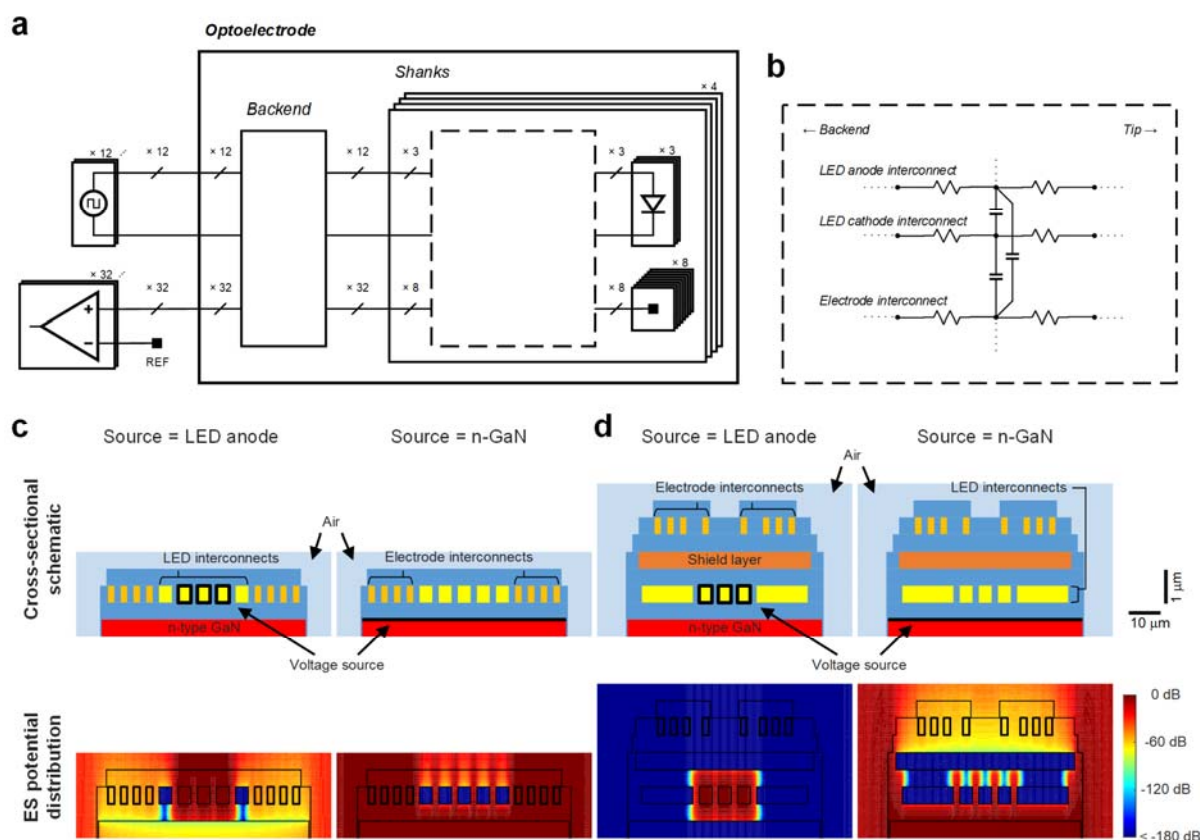 a
Optoelectrode
Shanks
× 4
Backend
× 12
× 12
× 12
× 12
× 3
× 3
× 3
× 32
× 32
× 32
× 32
× 8
× 8
× 8
+
−
REF
b
← Backend
Tip →
LED anode interconnect
LED cathode interconnect
Electrode interconnect
c
Source = LED anode
Source = n-GaN
d
Source = LED anode
Source = n-GaN
Cross-sectional
schematic
Air
LED interconnects
Electrode interconnects
n-type GaN
Voltage source
Air
Electrode interconnects
LED interconnects
Shield layer
n-type GaN
Voltage source
1 μm
10 μm
ES potential
distribution
0 dB
-60 dB
-120 dB
≤ -180 dB